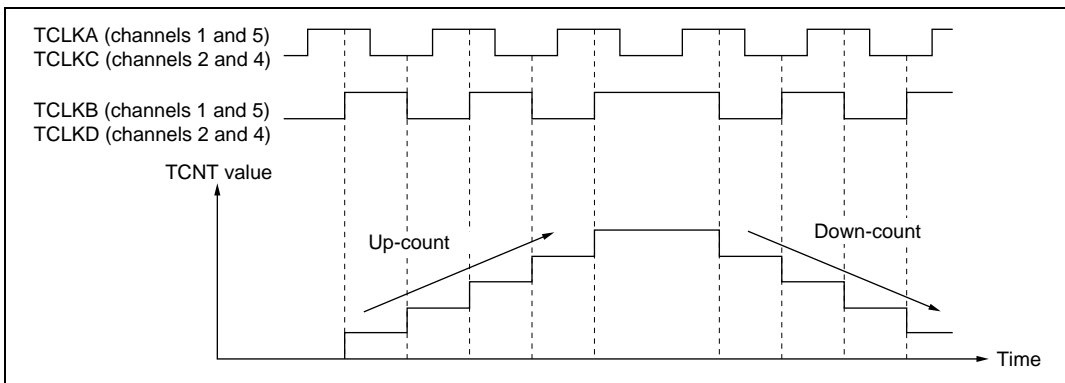 TCLKA (channels 1 and 5)
TCLKC (channels 2 and 4)
TCLKB (channels 1 and 5)
TCLKD (channels 2 and 4)
TCNT value
Up-count
Down-count
Time